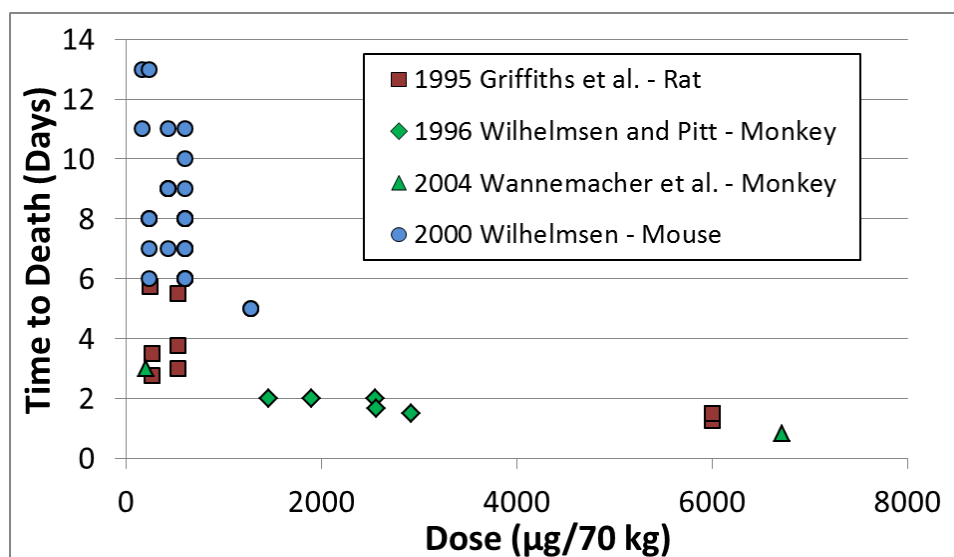 14
12
10
8
6
4
2
0
Time to Death (Days)
1995 Griffiths et al. - Rat
1996 Wilhelmsen and Pitt - Monkey
2004 Wannemacher et al. - Monkey
2000 Wilhelmsen - Mouse
0 2000 4000 6000 8000
Dose (µg/70 kg)